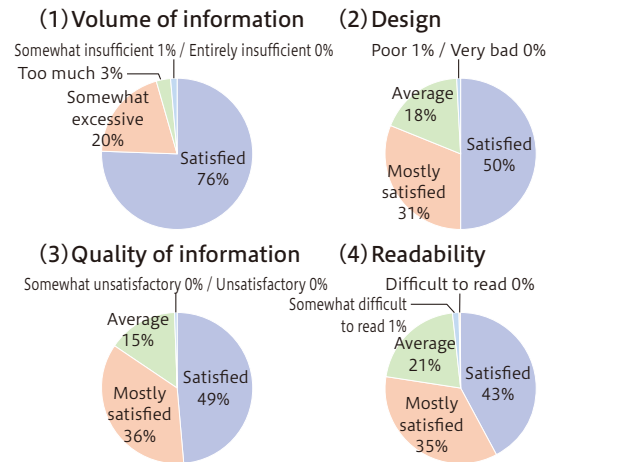 (1) Volume of information
Somewhat insufficient 1% / Entirely insufficient 0%
Too much 3%
Somewhat
excessive
20%
Satisfied
76%
(2) Design
Poor 1% / Very bad 0%
Average
18%
Satisfied
50%
Mostly
satisfied
31%
(3) Quality of information
Somewhat unsatisfactory 0% / Unsatisfactory 0%
Average
15%
Satisfied
49%
Mostly
satisfied
36%
(4) Readability
Difficult to read 0%
Somewhat difficult
to read 1%
Average
21%
Satisfied
43%
Mostly
satisfied
35%